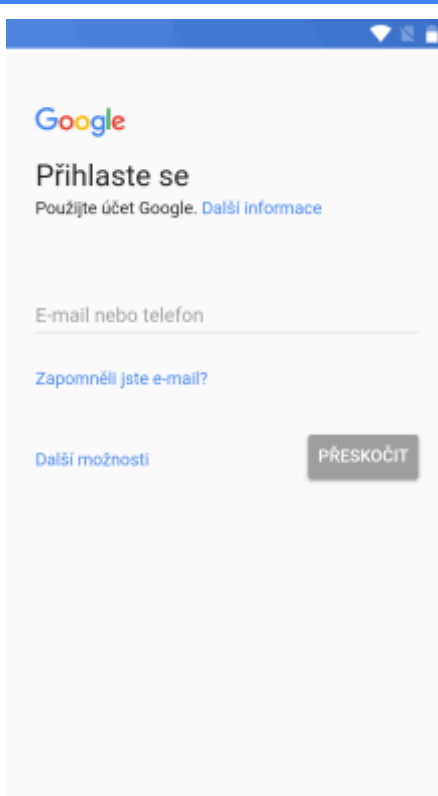 Google
Přihlaste se
Použijte účet Google. Další informace
E-mail nebo telefon
Zapomněli jste e-mail?
Další možnosti
PŘESKOČIT